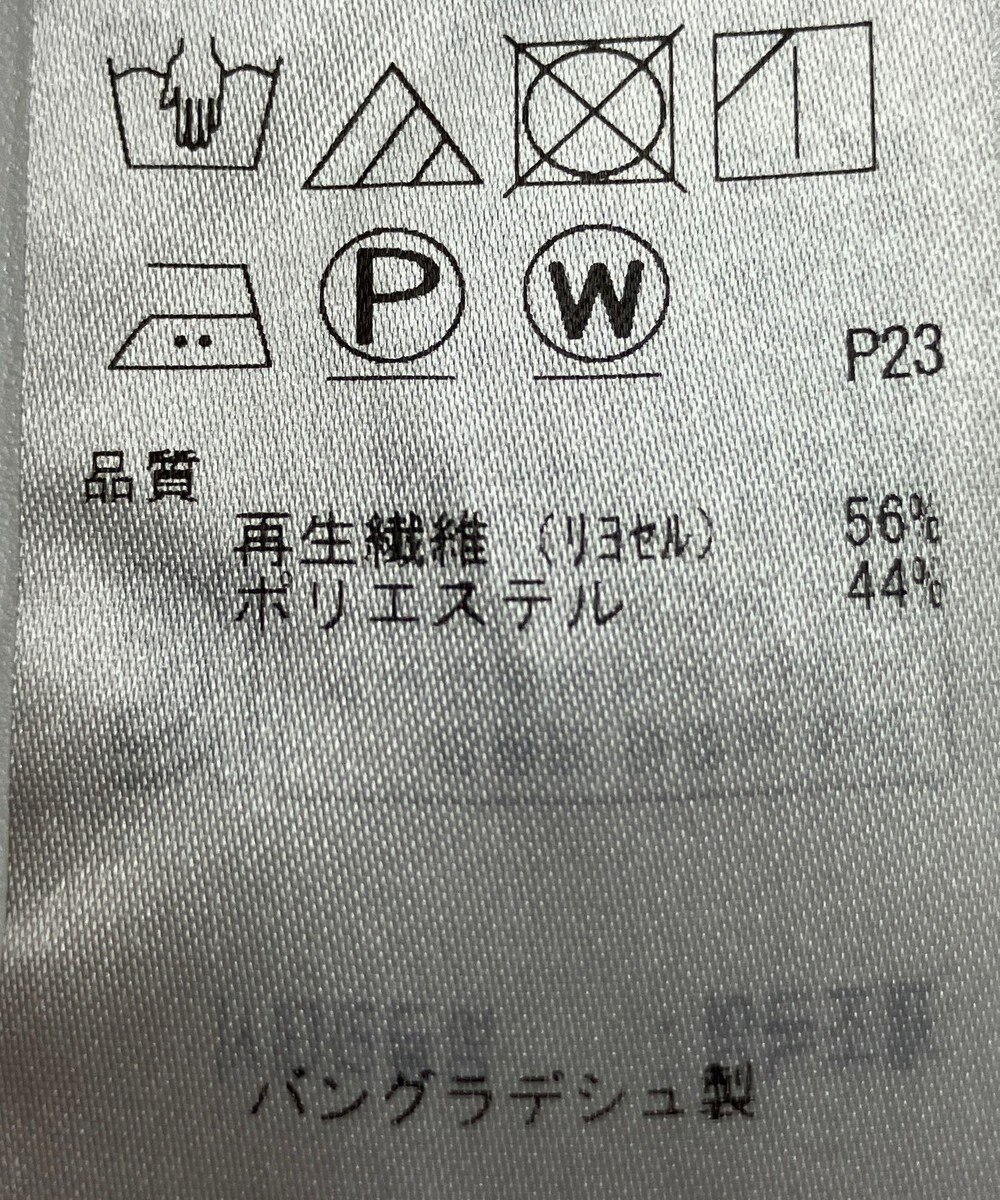 P W
P23
品質
再生繊維 (リヨセル) 56%
ポリエステル 44%
バングラデシュ製